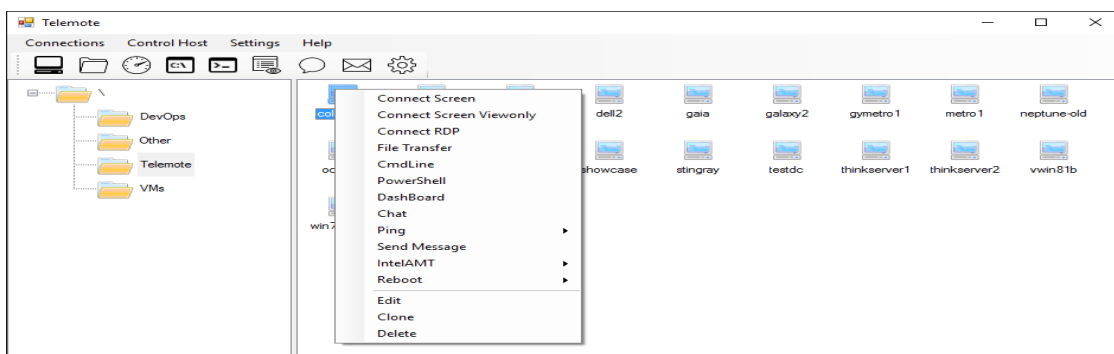 Telemote
Connections Control Host Settings Help
\
DevOps
Other
Telemote
VMs
dell2 gaia galaxy2 gymetro1 metro1 neptune-old
showcase stingray testdc thinkserver1 thinkserver2 vwin81b
Connect Screen
Connect Screen Viewonly
Connect RDP
File Transfer
CmdLine
PowerShell
DashBoard
Chat
Ping
Send Message
IntelAMT
Reboot
Edit
Clone
Delete